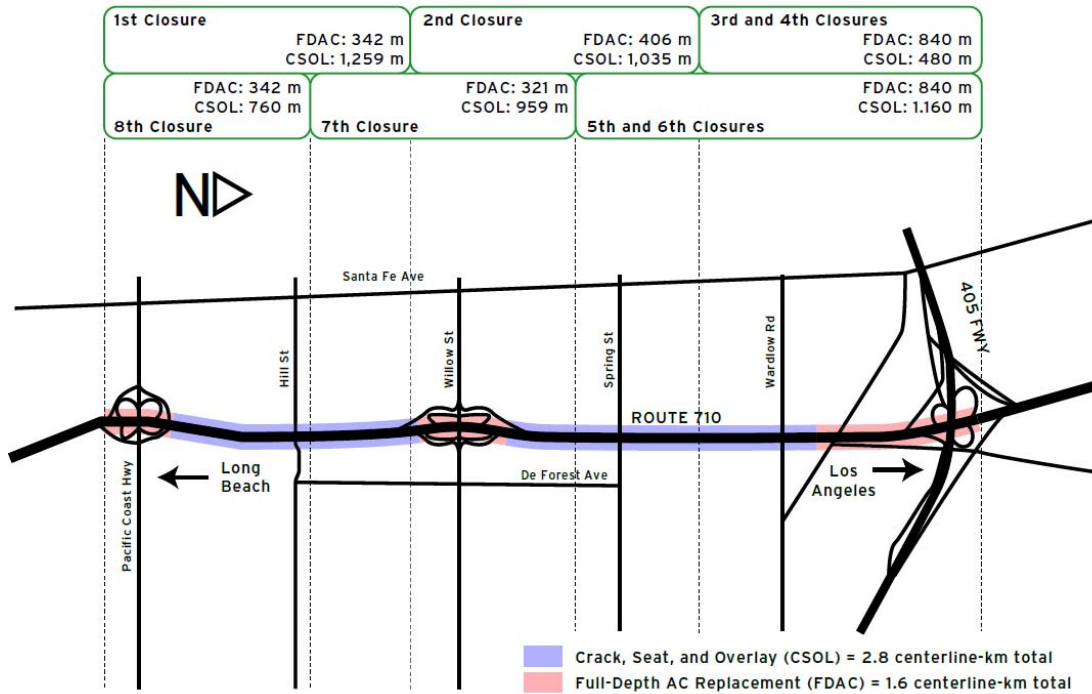 1st Closure
FDAC: 342 m
CSOL: 1,259 m
2nd Closure
FDAC: 406 m
CSOL: 1,035 m
3rd and 4th Closures
FDAC: 840 m
CSOL: 480 m
FDAC: 342 m
CSOL: 760 m
8th Closure
FDAC: 321 m
CSOL: 959 m
7th Closure
FDAC: 840 m
CSOL: 1.160 m
5th and 6th Closures
N
Santa Fe Ave
405 FWY
Hill St
Willow St
Spring St
Wardlow Rd
ROUTE 710
Pacific Coast Hwy
Long
Beach
De Forest Ave
Los
Angeles
Crack, Seat, and Overlay (CSOL) = 2.8 centerline-km total
Full-Depth AC Replacement (FDAC) = 1.6 centerline-km total